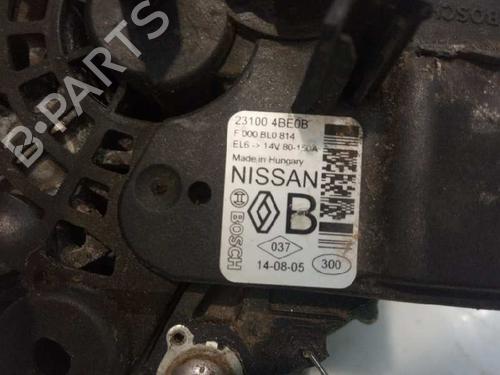 B-PARTS
BOSCH
23100 4BE0B
F 000 BL0 814
EL6 -> 14V 80-150A
Made in Hungary
NISSAN
BOSCH
B
037
14-08-05
300